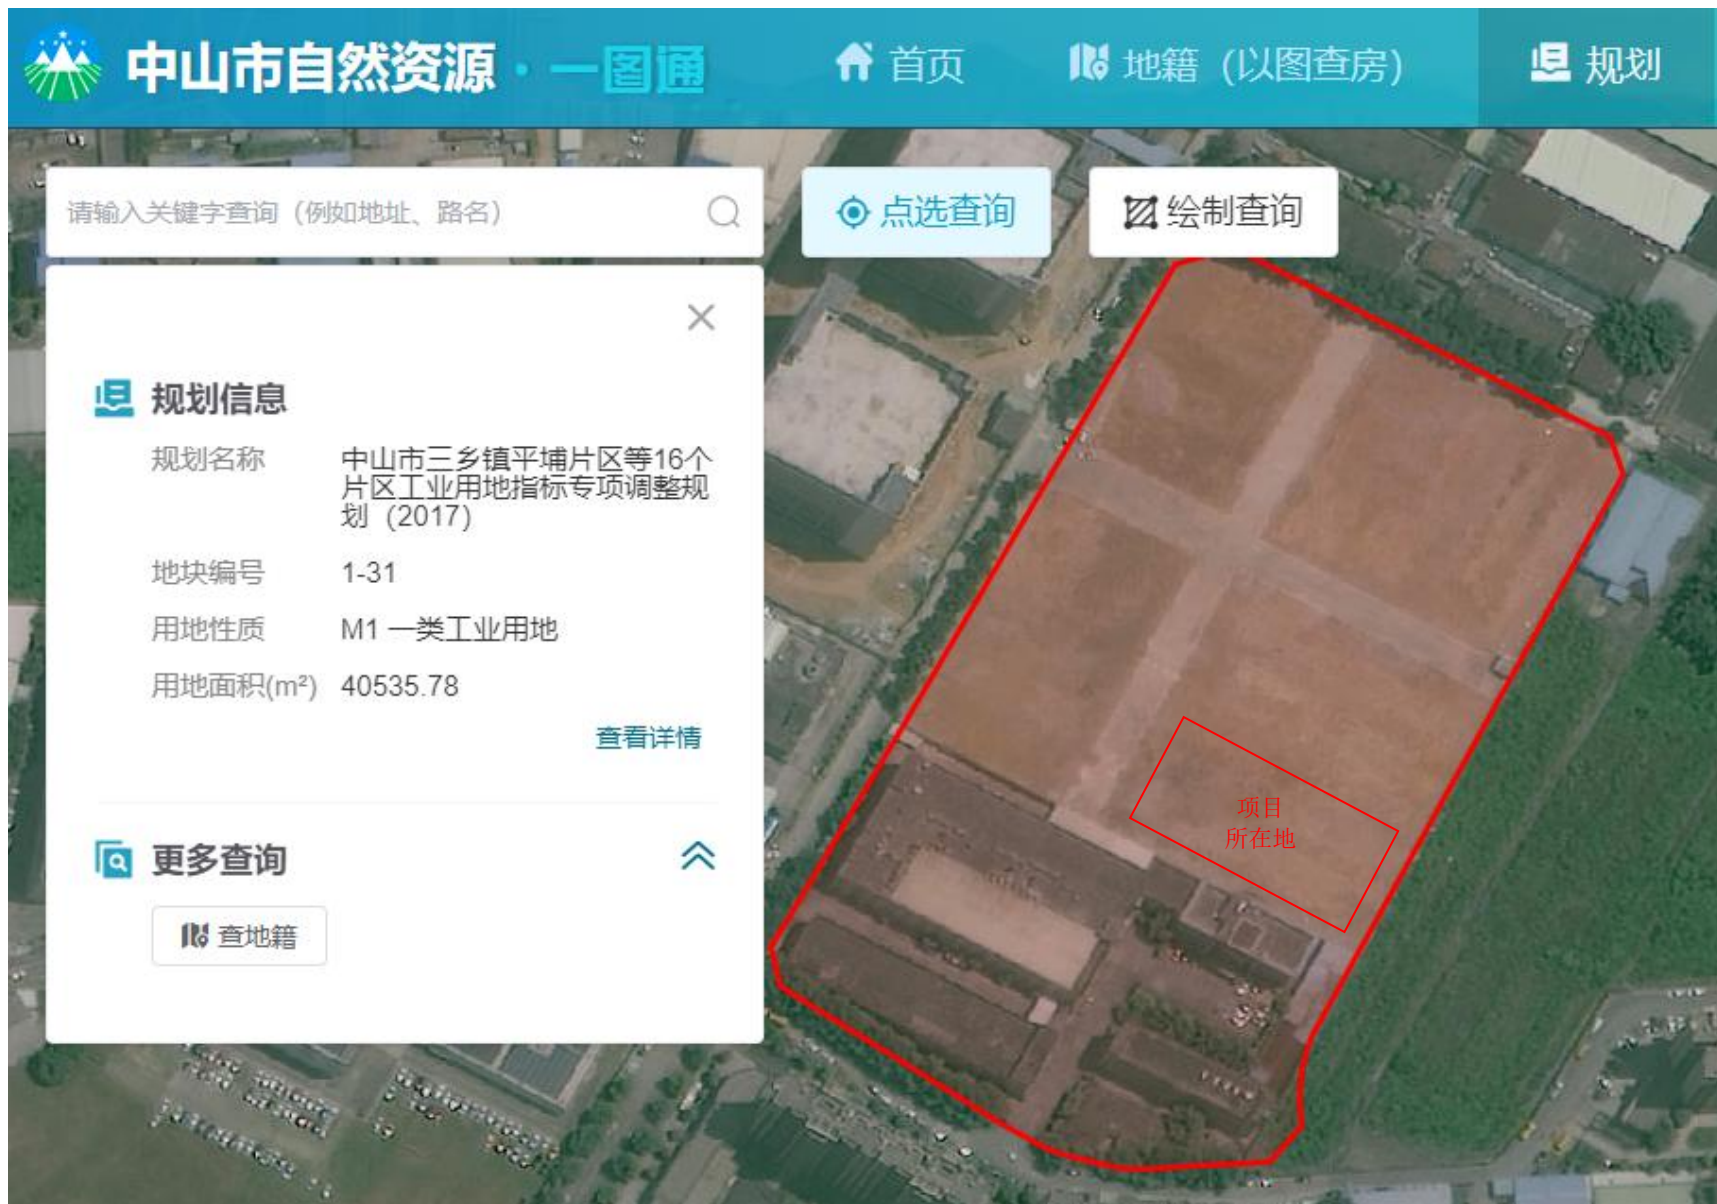 中山市自然资源·一图通
首页
地籍（以图查房）
规划
请输入关键字查询（例如地址、路名）
点选查询
绘制查询
规划信息
规划名称
中山市三乡镇平埔片区等16个
片区工业用地指标专项调整规
划（2017）
地块编号
1-31
用地性质
M1 一类工业用地
用地面积(m²)
40535.78
查看详情
更多查询
查地籍
项目
所在地